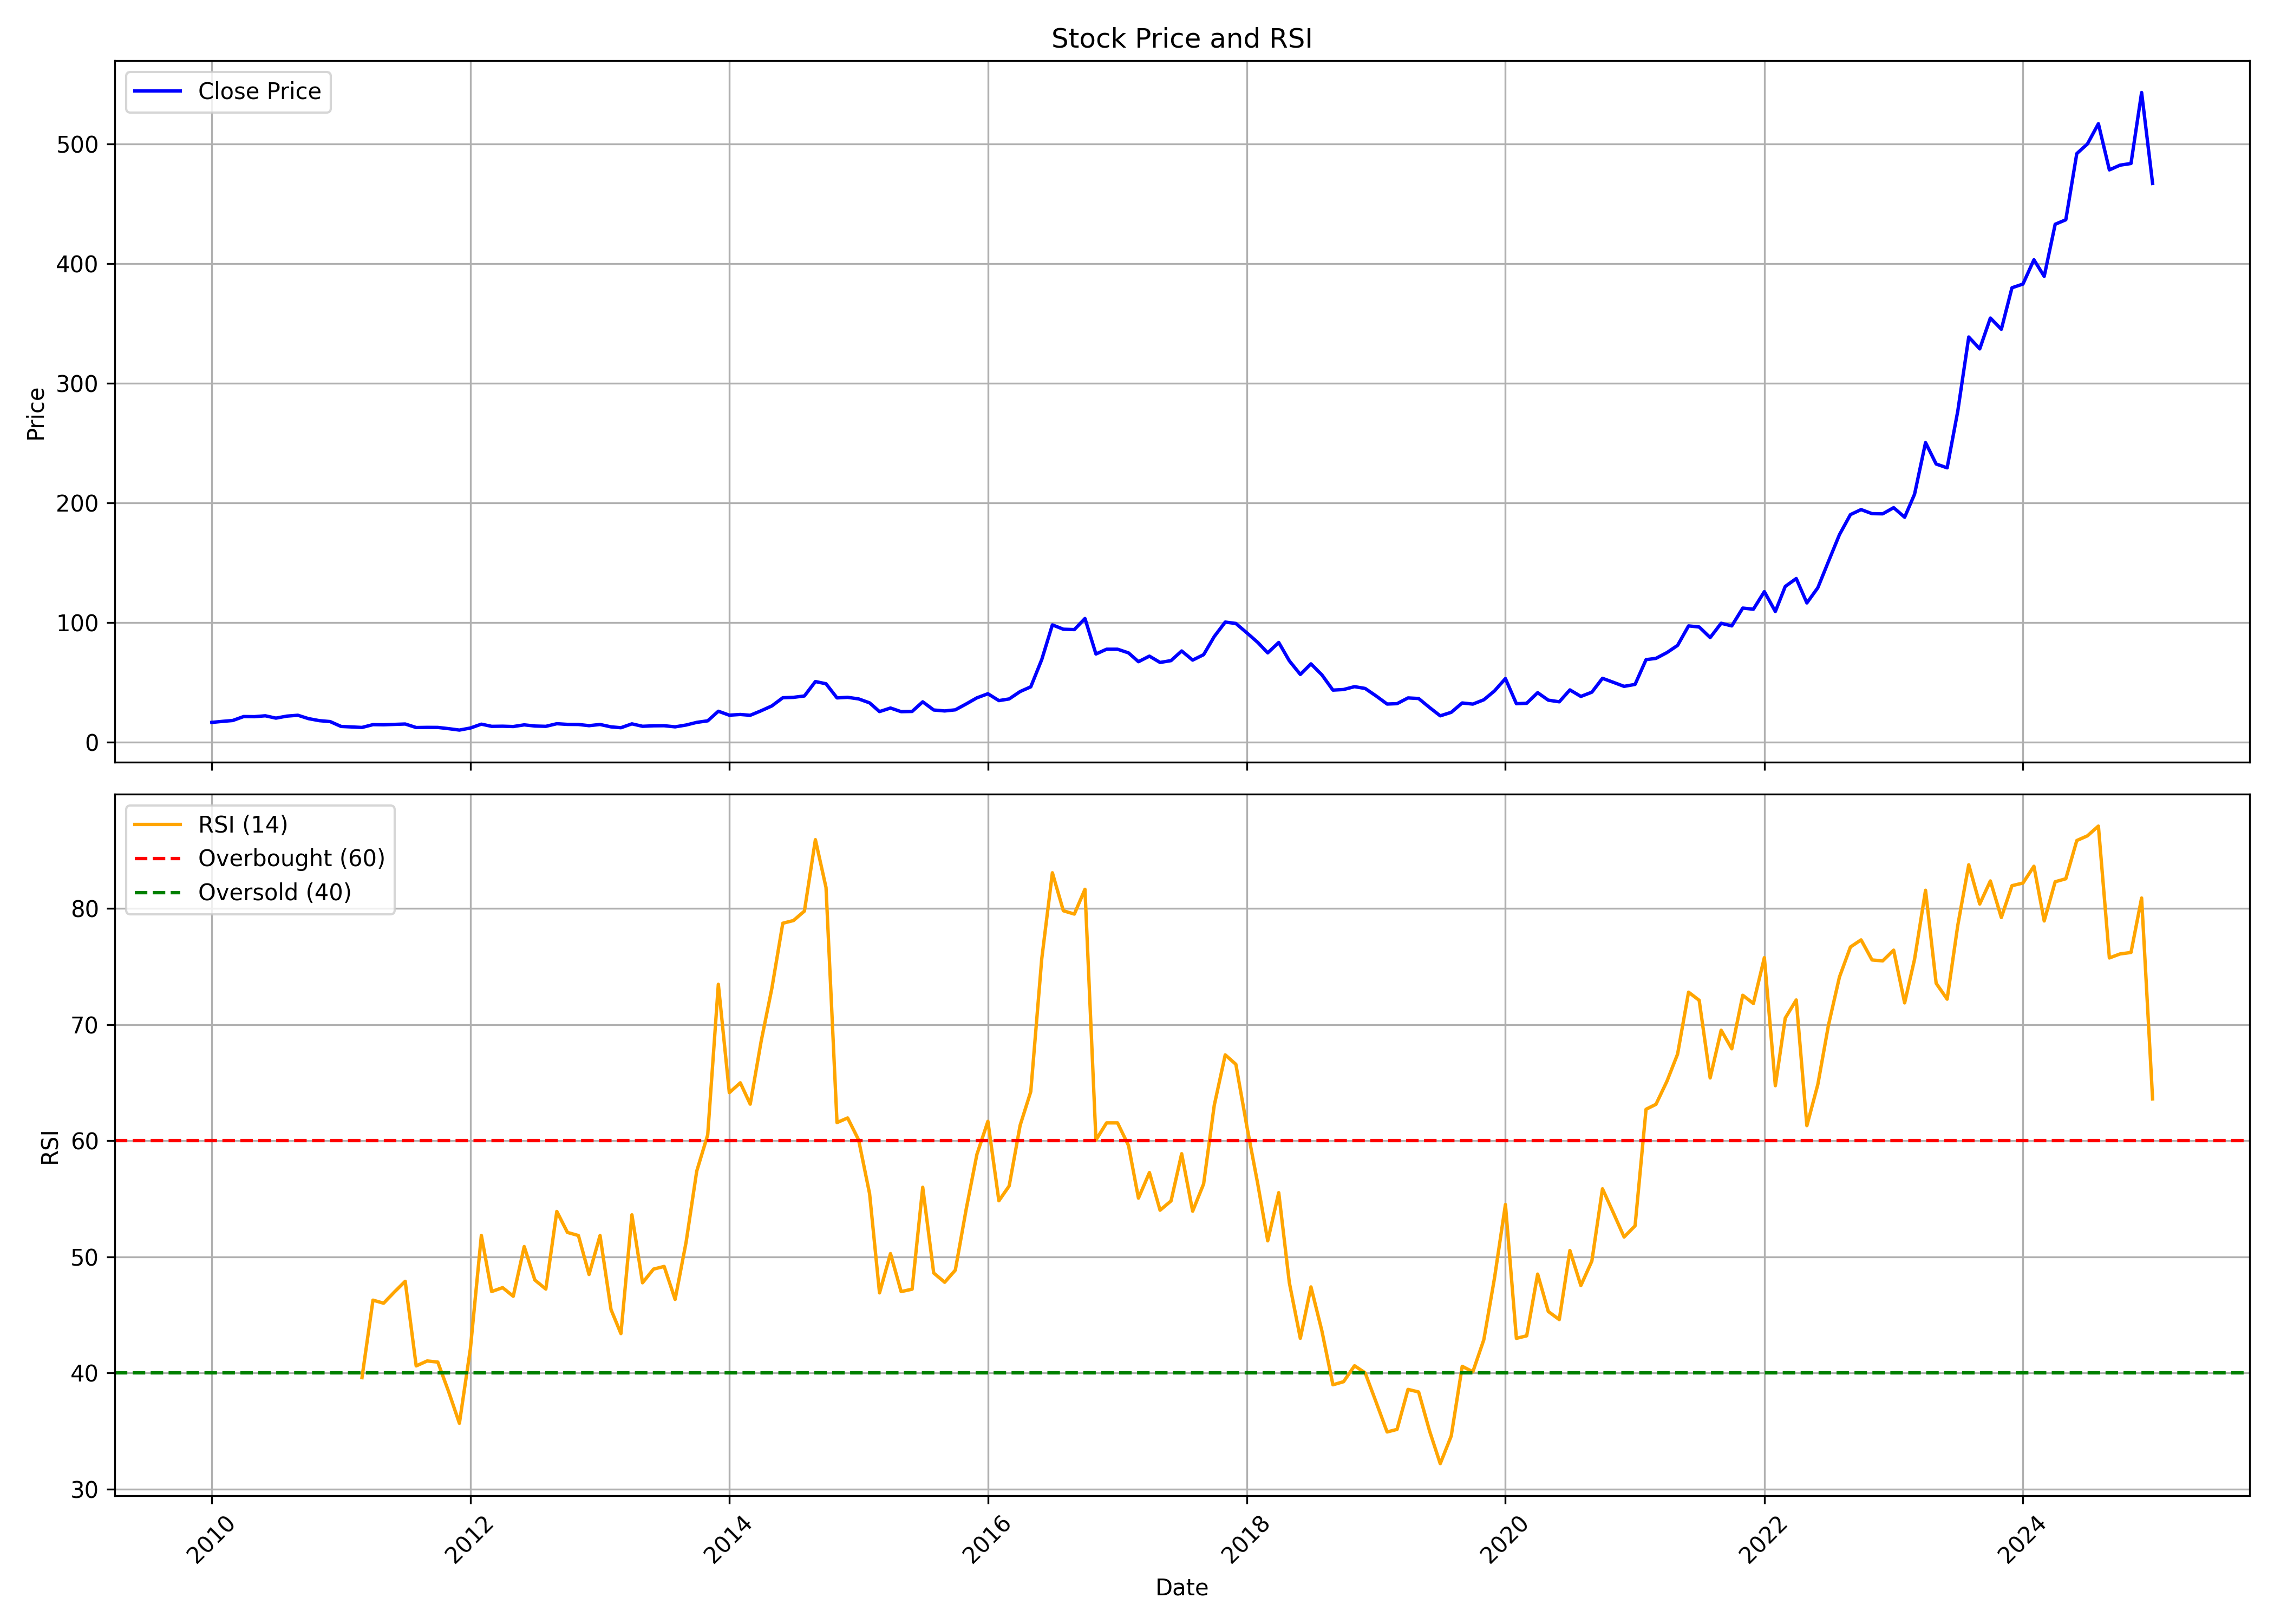 Stock Price and RSI
Close Price
Price
500
400
300
200
100
0
RSI (14)
Overbought (60)
Oversold (40)
RSI
80
70
60
50
40
30
2010
2012
2014
2016
2018
2020
2022
2024
Date